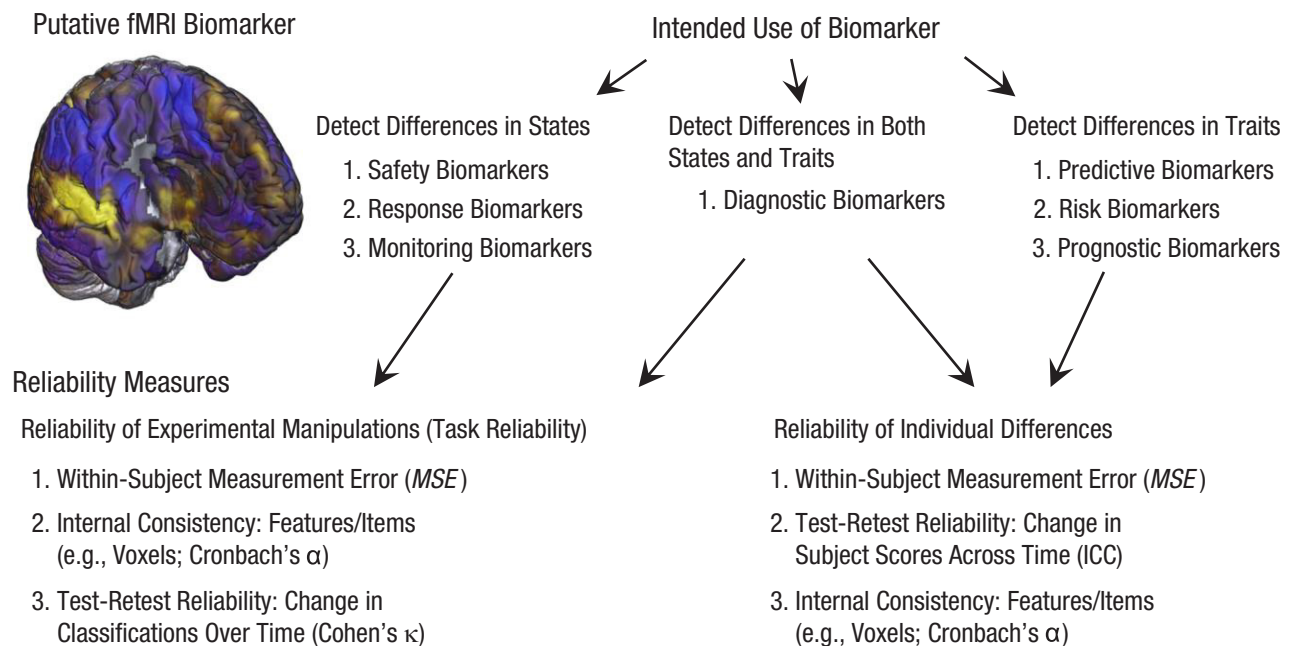 Putative fMRI Biomarker
Intended Use of Biomarker
Detect Differences in States
1. Safety Biomarkers
2. Response Biomarkers
3. Monitoring Biomarkers
Detect Differences in Both
States and Traits
1. Diagnostic Biomarkers
Detect Differences in Traits
1. Predictive Biomarkers
2. Risk Biomarkers
3. Prognostic Biomarkers
Reliability Measures
Reliability of Experimental Manipulations (Task Reliability)
1. Within-Subject Measurement Error (MSE)
2. Internal Consistency: Features/Items
(e.g., Voxels; Cronbach's α)
3. Test-Retest Reliability: Change in
Classifications Over Time (Cohen's κ)
Reliability of Individual Differences
1. Within-Subject Measurement Error (MSE)
2. Test-Retest Reliability: Change in
Subject Scores Across Time (ICC)
3. Internal Consistency: Features/Items
(e.g., Voxels; Cronbach's α)